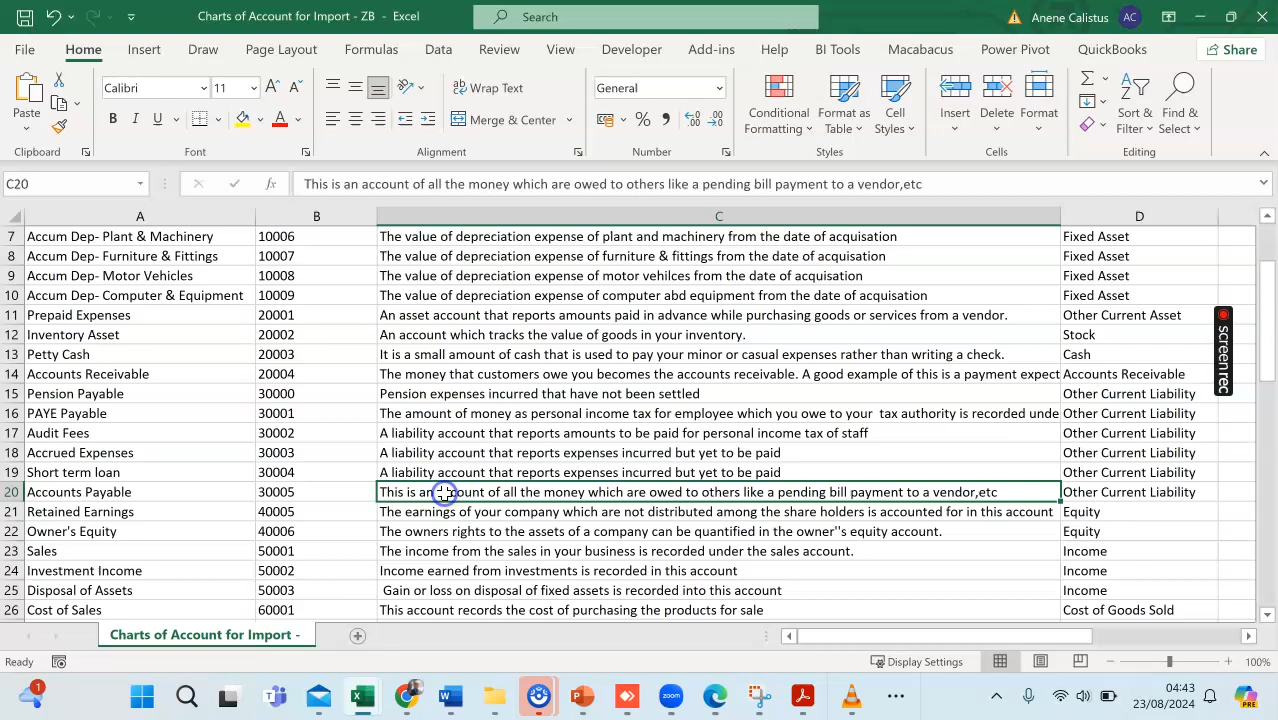 Charts of Account for Import - ZB - Excel
Search
Anene Calistus
AC
File Home Insert Draw Page Layout Formulas Data Review View Developer Add-ins Help BI Tools Macabacus Power Pivot QuickBooks Share
Paste
Calibri 11
Wrap Text
Merge & Center
General
Conditional Formatting
Format as Table
Cell Styles
Insert Delete Format
Sort & Filter
Find & Select
Clipboard Font Alignment Number Styles Cells Editing
C20 fx This is an account of all the money which are owed to others like a pending bill payment to a vendor,etc
A B C D
7 Accum Dep- Plant & Machinery 10006 The value of depreciation expense of plant and machinery from the date of acquisation Fixed Asset
8 Accum Dep- Furniture & Fittings 10007 The value of depreciation expense of furniture & fittings from the date of acquisation Fixed Asset
9 Accum Dep- Motor Vehicles 10008 The value of depreciation expense of motor vehilces from the date of acquisation Fixed Asset
10 Accum Dep- Computer & Equipment 10009 The value of depreciation expense of computer abd equipment from the date of acquisation Fixed Asset
11 Prepaid Expenses 20001 An asset account that reports amounts paid in advance while purchasing goods or services from a vendor. Other Current Asset
12 Inventory Asset 20002 An account which tracks the value of goods in your inventory. Stock
13 Petty Cash 20003 It is a small amount of cash that is used to pay your minor or casual expenses rather than writing a check. Cash
14 Accounts Receivable 20004 The money that customers owe you becomes the accounts receivable. A good example of this is a payment expect Accounts Receivable
15 Pension Payable 30000 Pension expenses incurred that have not been settled Other Current Liability
16 PAYE Payable 30001 The amount of money as personal income tax for employee which you owe to your tax authority is recorded unde Other Current Liability
17 Audit Fees 30002 A liability account that reports amounts to be paid for personal income tax of staff Other Current Liability
18 Accrued Expenses 30003 A liability account that reports expenses incurred but yet to be paid Other Current Liability
19 Short term loan 30004 A liability account that reports expenses incurred but yet to be paid Other Current Liability
20 Accounts Payable 30005 This is an account of all the money which are owed to others like a pending bill payment to a vendor,etc Other Current Liability
21 Retained Earnings 40005 The earnings of your company which are not distributed among the share holders is accounted for in this account Equity
22 Owner's Equity 40006 The owners rights to the assets of a company can be quantified in the owner''s equity account. Equity
23 Sales 50001 The income from the sales in your business is recorded under the sales account. Income
24 Investment Income 50002 Income earned from investments is recorded in this account Income
25 Disposal of Assets 50003 Gain or loss on disposal of fixed assets is recorded into this account Income
26 Cost of Sales 60001 This account records the cost of purchasing the products for sale Cost of Goods Sold
screenrec
Charts of Account for Import -
Ready Display Settings 100%
1
zoom
PRE
04:43
23/08/2024